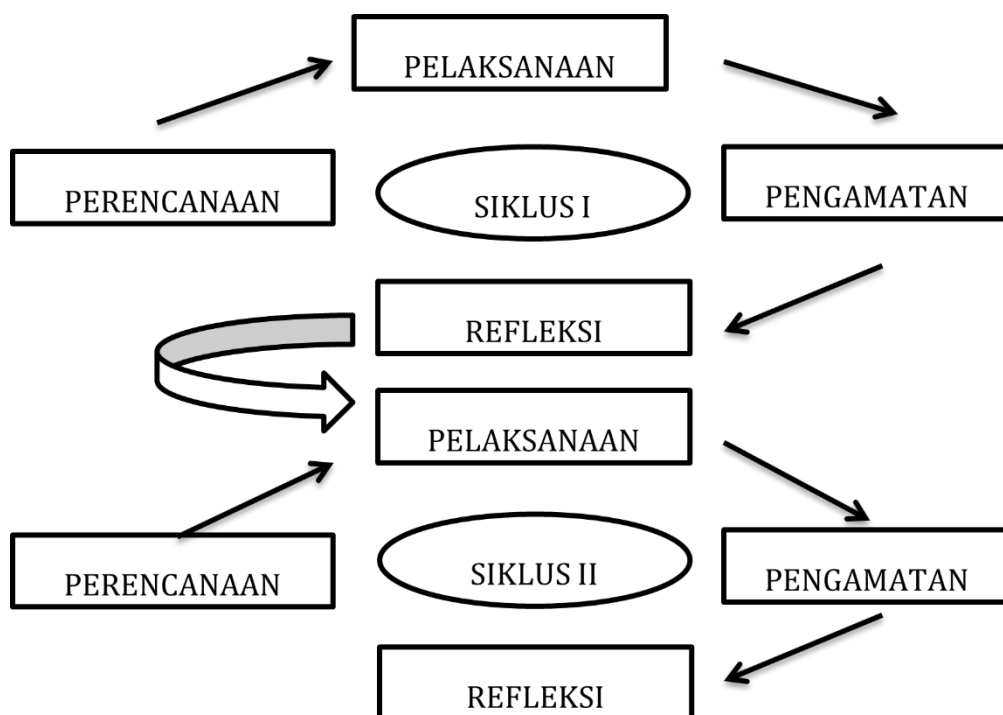 PELAKSANAAN
PERENCANAAN
SIKLUS I
PENGAMATAN
REFLEKSI
PELAKSANAAN
PERENCANAAN
SIKLUS II
PENGAMATAN
REFLEKSI